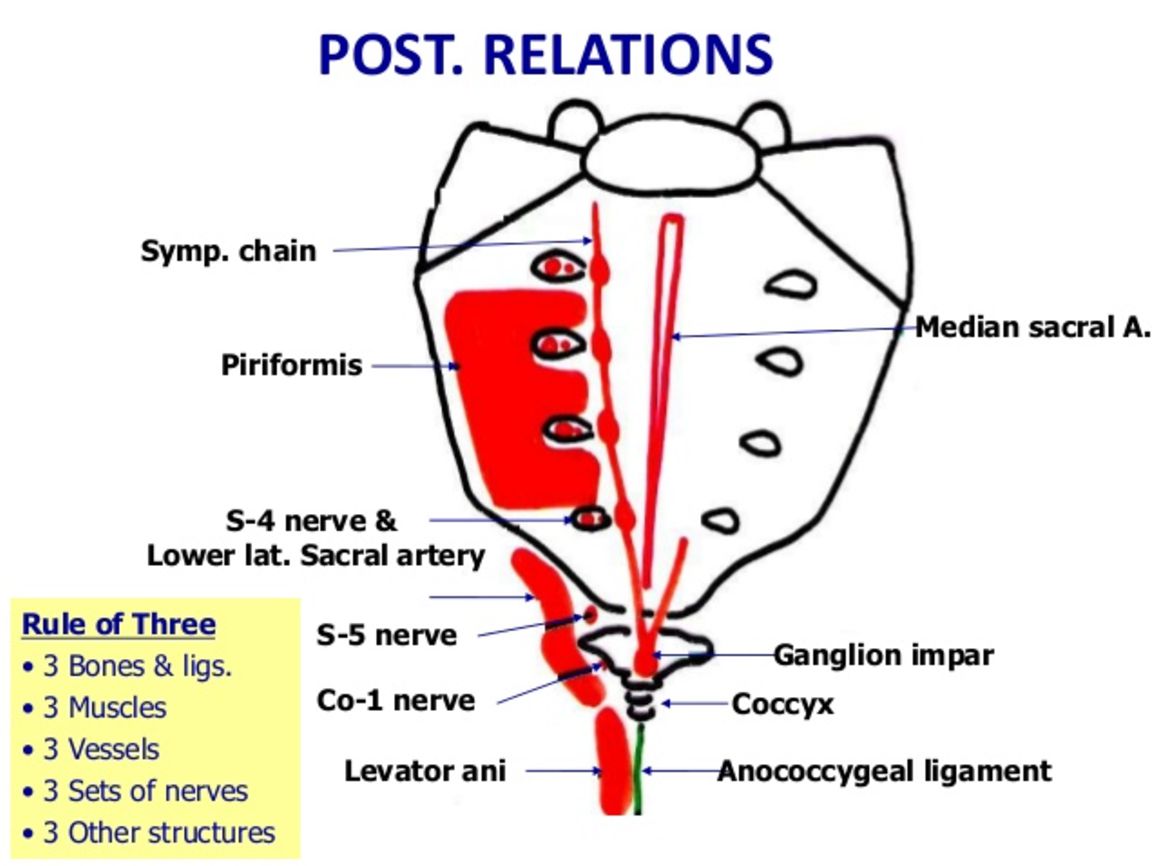 POST. RELATIONS
Symp. chain
Median sacral A.
Piriformis
S-4 nerve &
Lower lat. Sacral artery
Rule of Three
• 3 Bones & ligs.
• 3 Muscles
• 3 Vessels
• 3 Sets of nerves
• 3 Other structures
S-5 nerve
Ganglion impar
Co-1 nerve
Coccyx
Levator ani
Anococcygeal ligament